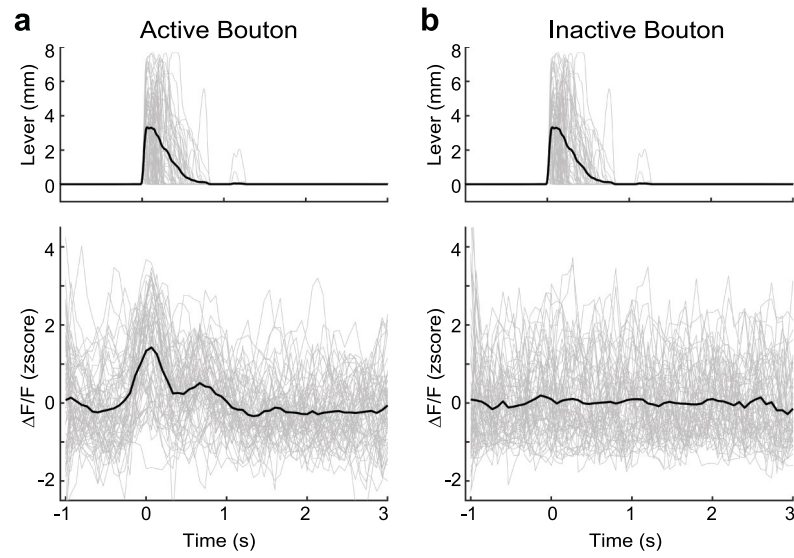 a
Active Bouton
Lever (mm)
8
6
4
2
0
ΔF/F (zscore)
4
2
0
-2
-1 0 1 2 3
Time (s)
b
Inactive Bouton
Lever (mm)
8
6
4
2
0
ΔF/F (zscore)
4
2
0
-2
-1 0 1 2 3
Time (s)